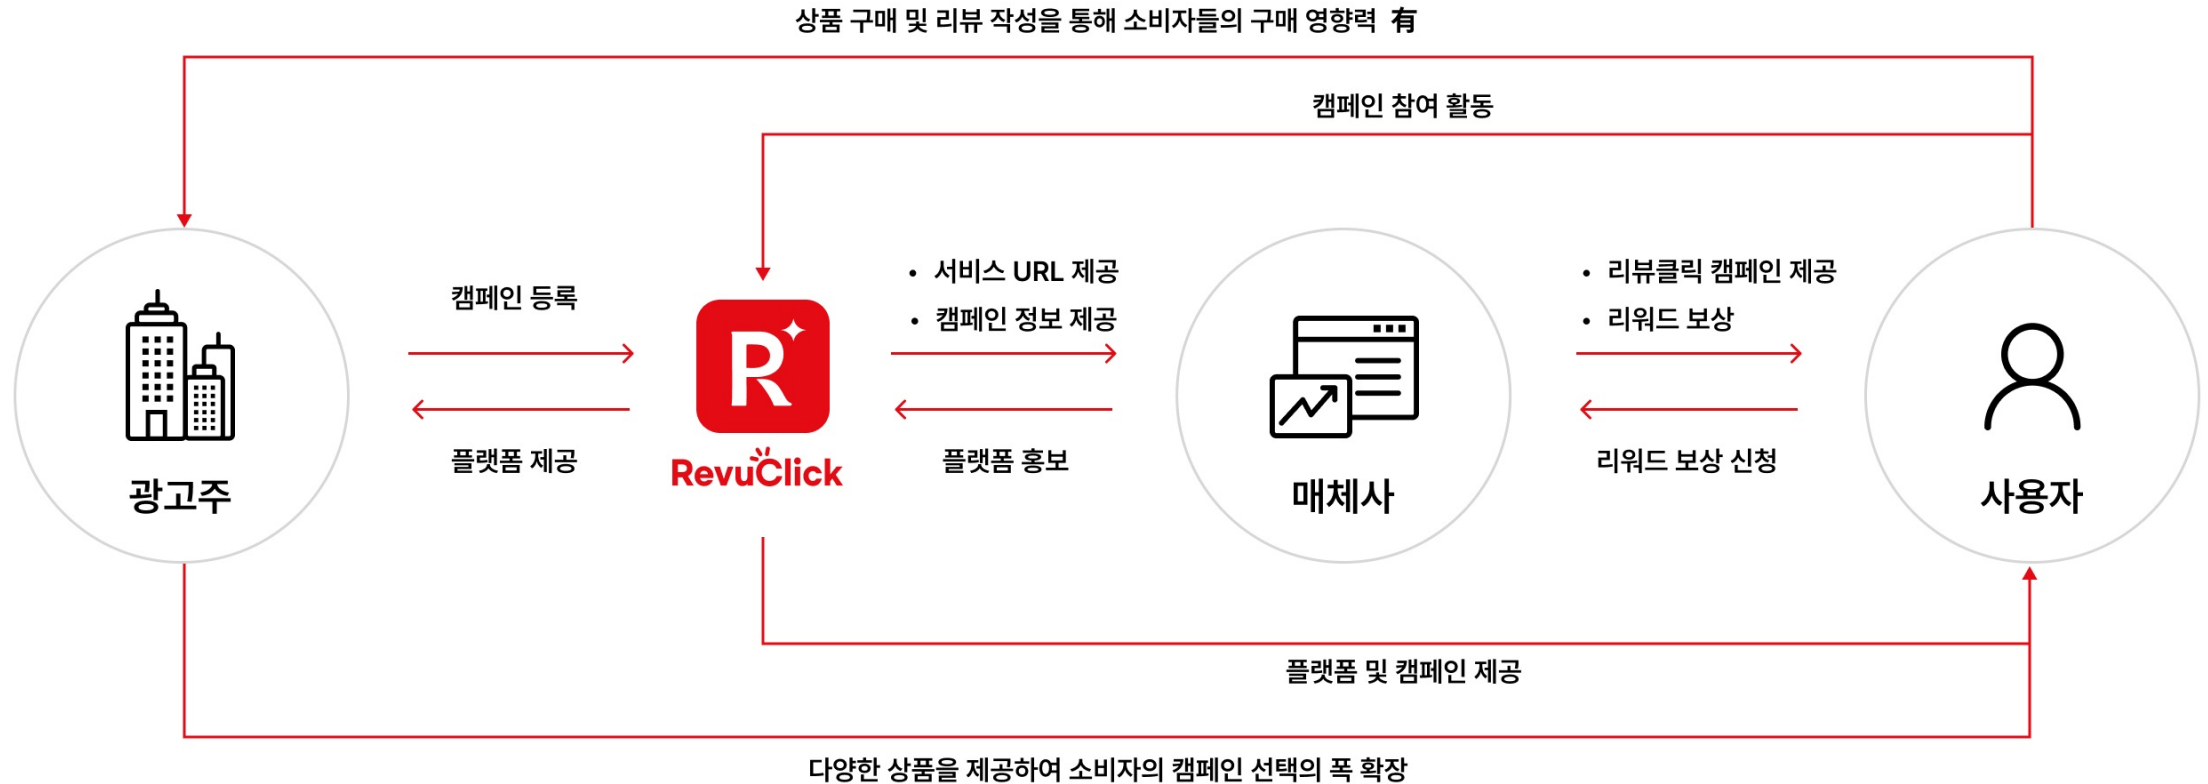 상품 구매 및 리뷰 작성을 통해 소비자들의 구매 영향력 有
캠페인 참여 활동
캠페인 등록
플랫폼 제공
광고주
R
RevuClick
• 서비스 URL 제공
• 캠페인 정보 제공
플랫폼 홍보
매체사
• 리뷰클릭 캠페인 제공
• 리워드 보상
리워드 보상 신청
사용자
플랫폼 및 캠페인 제공
다양한 상품을 제공하여 소비자의 캠페인 선택의 폭 확장